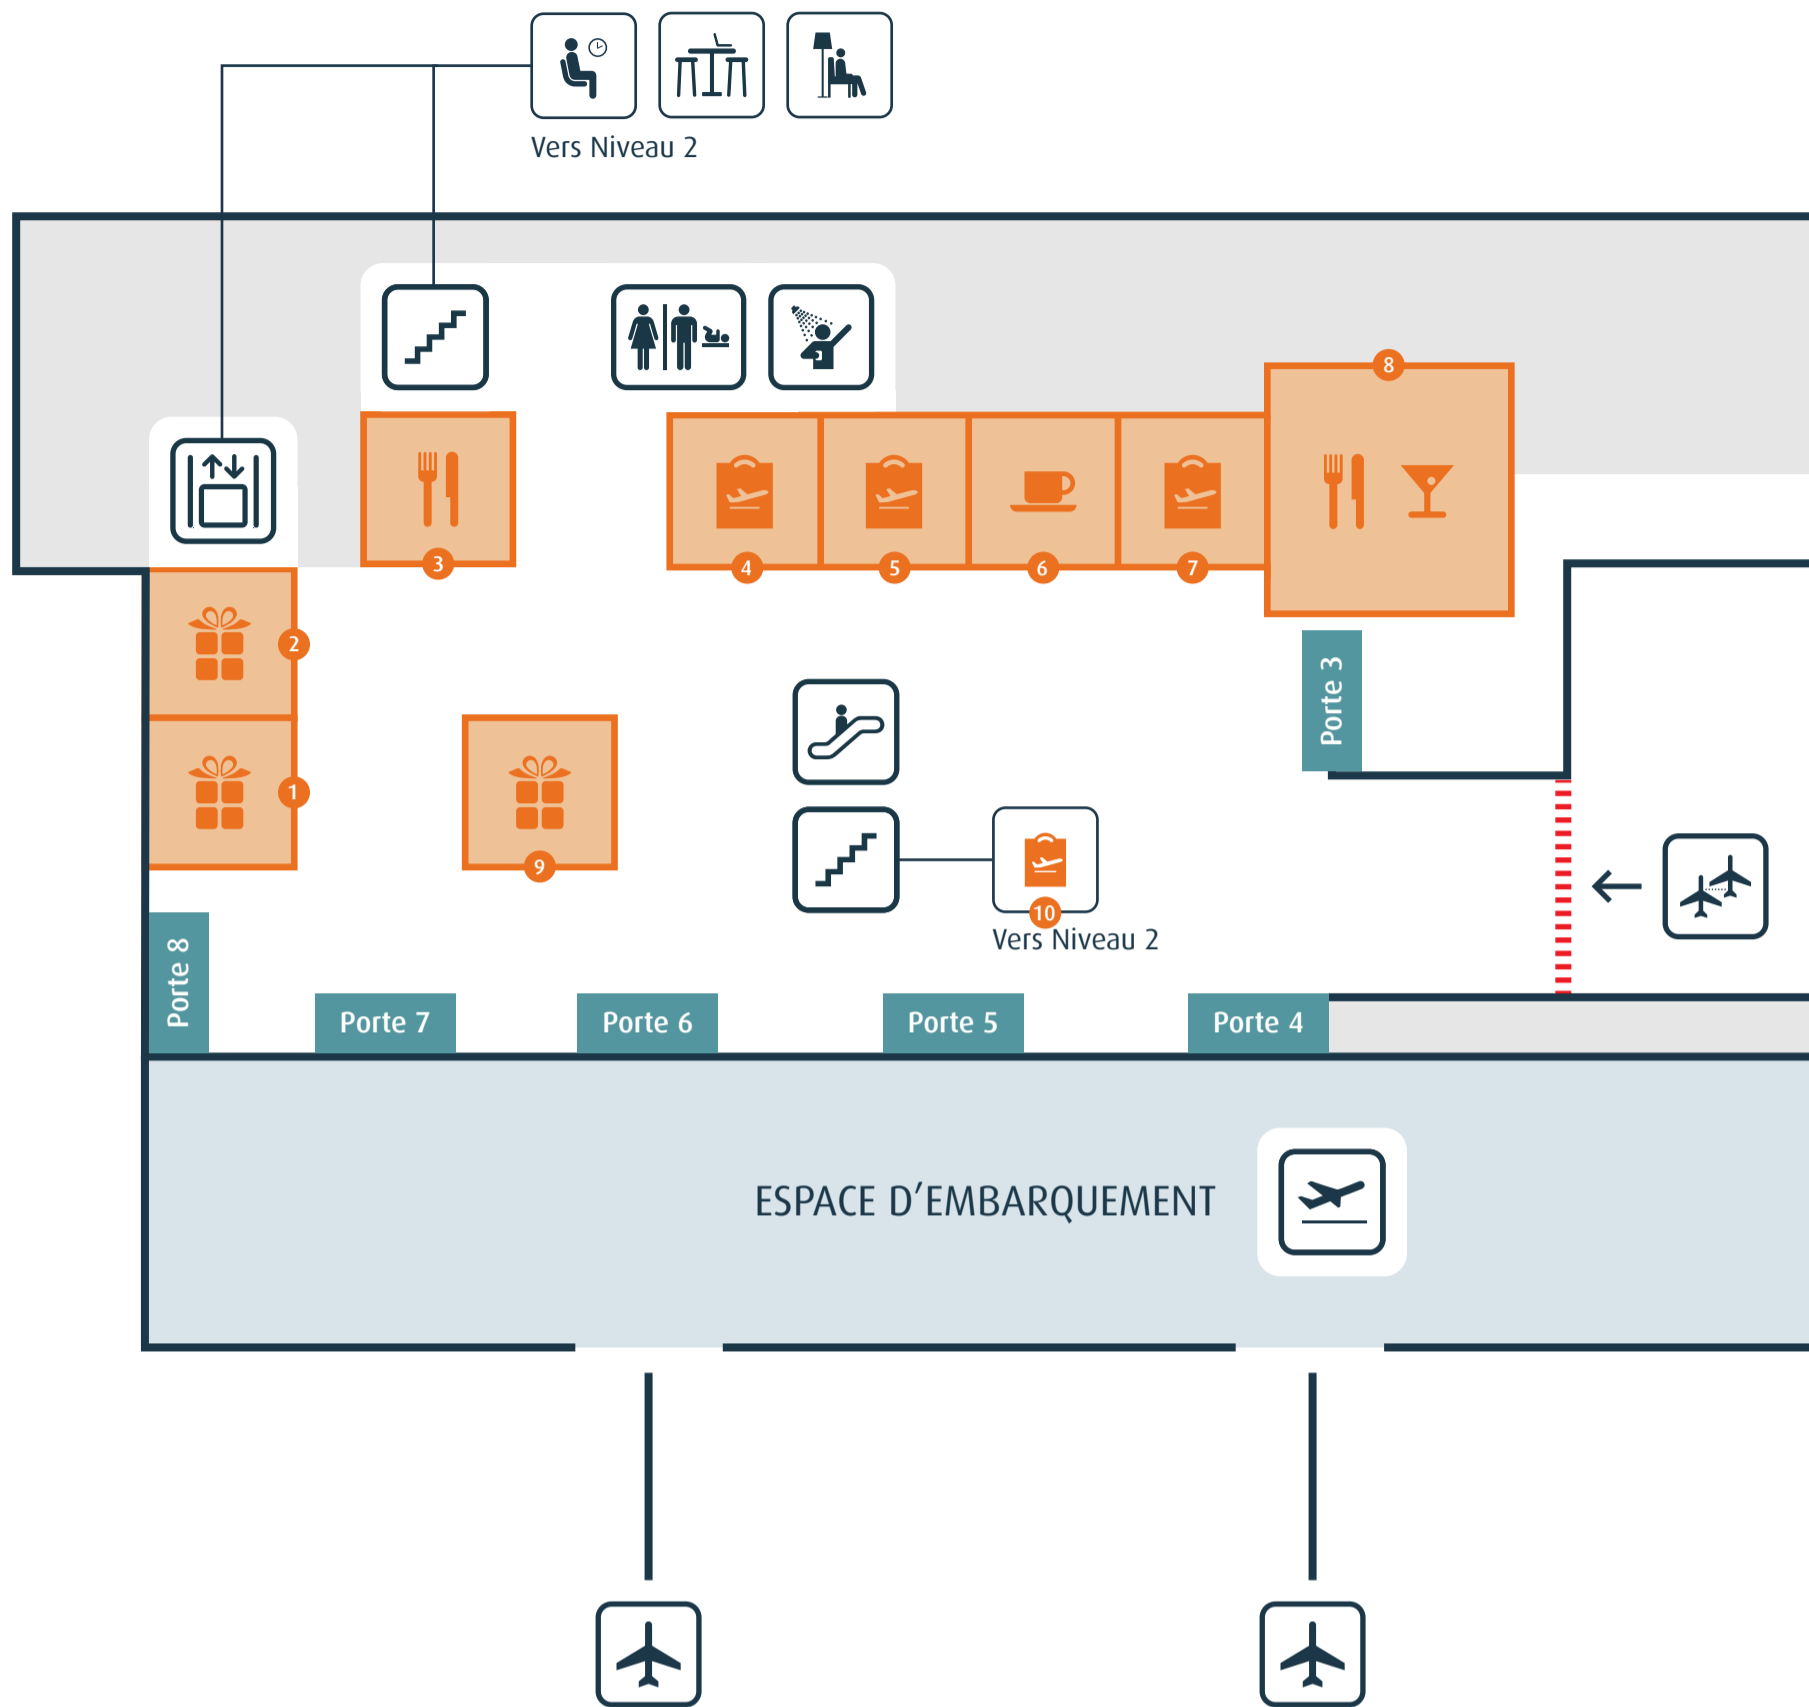 Vers Niveau 2
8
3
4
5
6
7
2
1
9
Porte 3
10
Vers Niveau 2
Porte 8
Porte 7
Porte 6
Porte 5
Porte 4
ESPACE D’EMBARQUEMENT